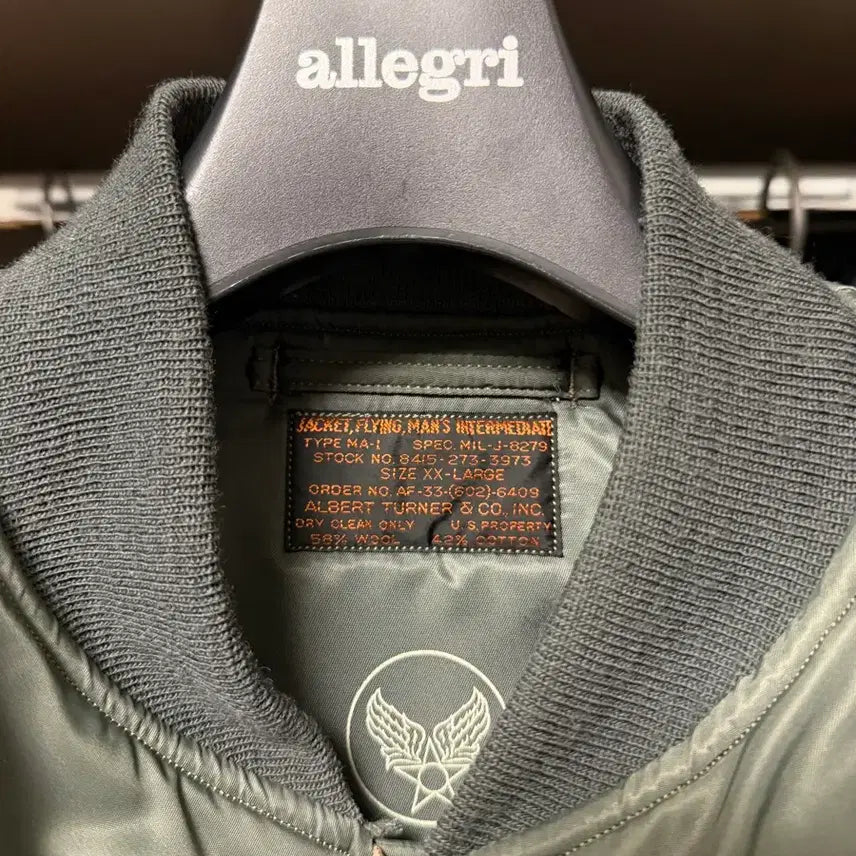 allegri
JACKET, FLYING, MAN'S INTERMEDIATE
TYPE MA-1 SPEC. MIL-J-8279
STOCK NO. 8415-273-3973
SIZE XX-LARGE
ORDER NO. AF-33-(602)-6409
ALBERT TURNER & CO., INC.
DRY CLEAN ONLY U.S. PROPERTY
58% WOOL 42% COTTON